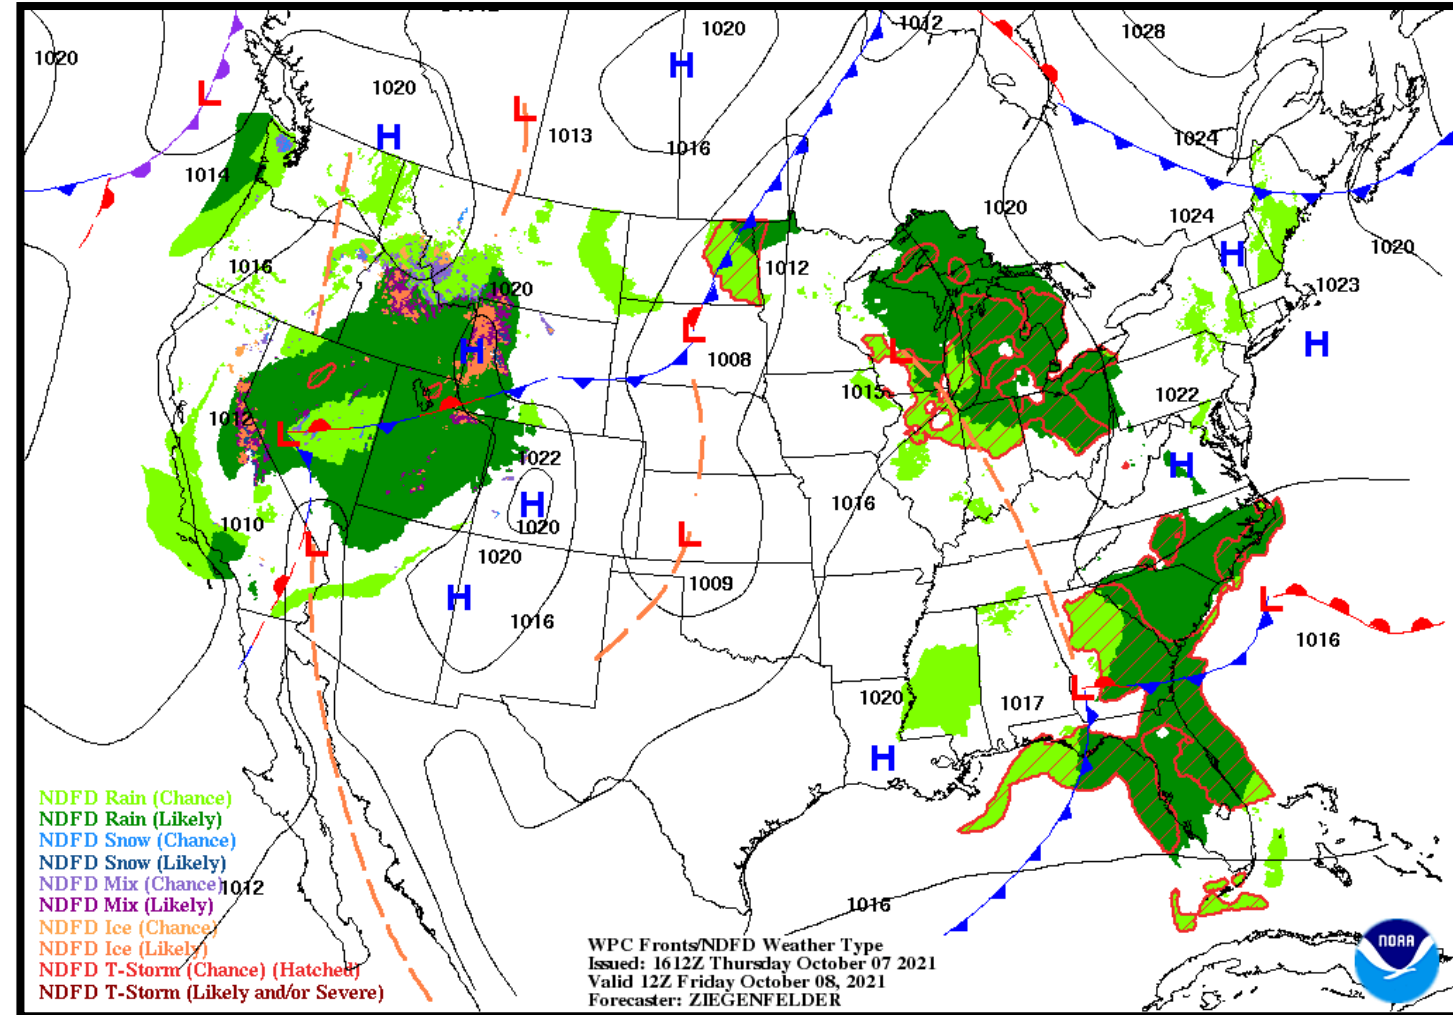 1012
1020
1028
1020
1020
H
L
L
H
1013
1016
1024
1014
1020
1024
H
1016
1012
1020
1020
1023
L
H
1008
L
H
1015
1022
1012
L
1022
H
1020
H
1010
1016
L
L
1020
1009
H
1016
L
1016
L
1020
1017
H
1016
1012
NDFD Rain (Chance)
NDFD Rain (Likely)
NDFD Snow (Chance)
NDFD Snow (Likely)
NDFD Mix (Chance)
NDFD Mix (Likely)
NDFD Ice (Chance)
NDFD Ice (Likely)
NDFD T-Storm (Chance) (Hatched)
NDFD T-Storm (Likely and/or Severe)
WPC Fronts/NDFD Weather Type
Issued: 1612Z Thursday October 07 2021
Valid 12Z Friday October 08, 2021
Forecaster: ZIEGENFELDER
NOAA